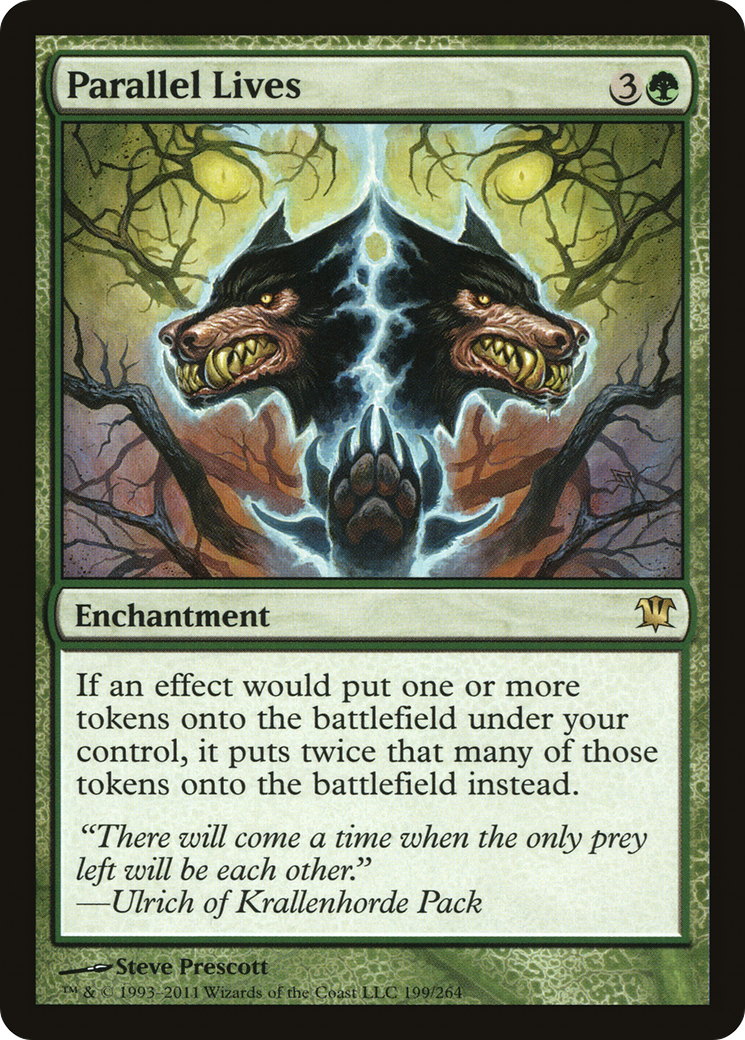 Parallel Lives 3
Enchantment
If an effect would put one or more
tokens onto the battlefield under your
control, it puts twice that many of those
tokens onto the battlefield instead.
“There will come a time when the only prey
left will be each other.”
—Ulrich of Krallenhorde Pack
Steve Prescott
™ & © 1993–2011 Wizards of the Coast LLC 199/264